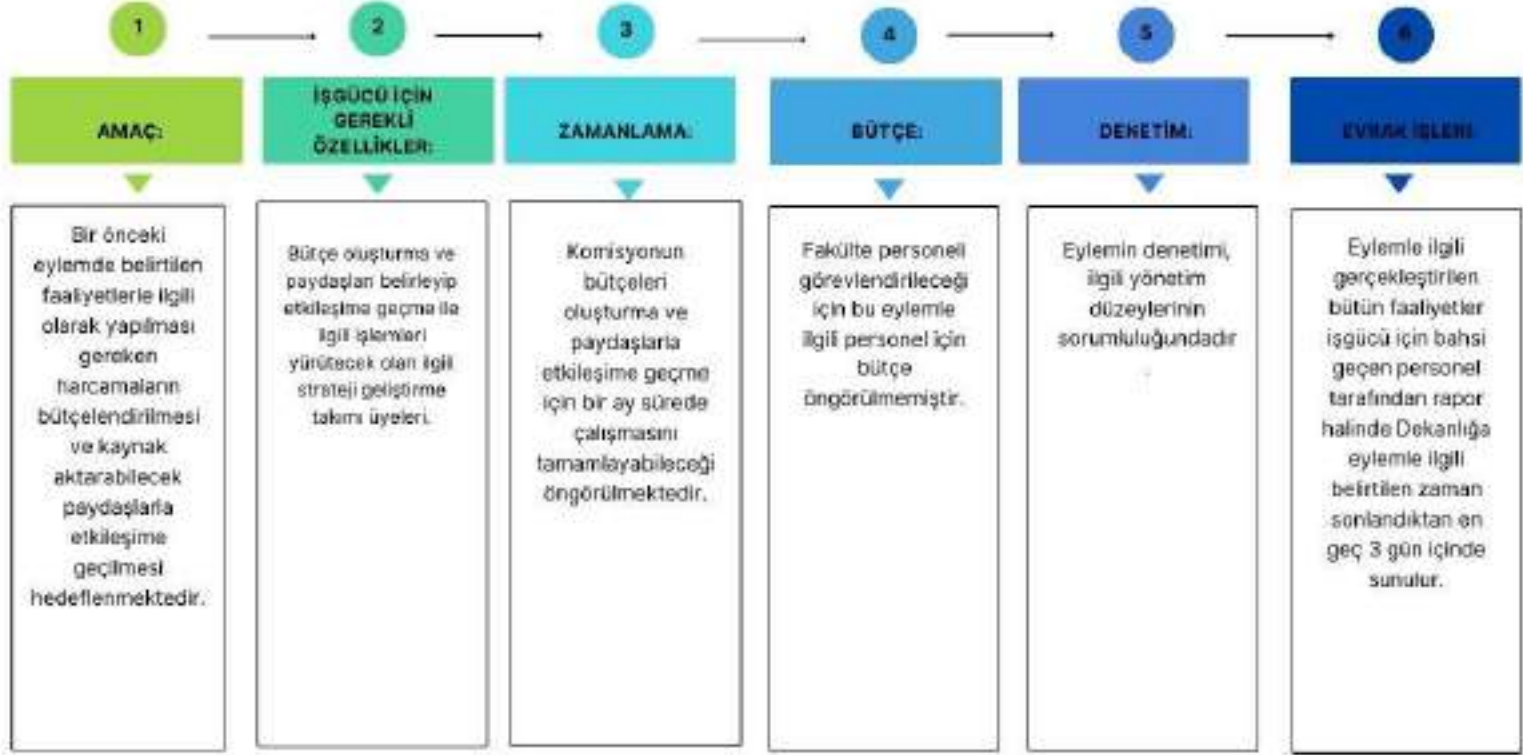 1
AMAÇ:
Bir önceki
eylemde belirtilen
faaliyetlerle ilgili
olarak yapılması
gereken
harcamaların
bütçelendirilmesi
ve kaynak
aktarabilecek
paydaşlarla
etkileşime
geçilmesi
hedeflenmektedir.
2
İŞGÜCÜ İÇİN
GEREKLİ
ÖZELLİKLER:
Bütçe oluşturma ve
paydaşları belirleyip
etkileşime geçme ile
ilgili işlemleri
yürütecek olan ilgili
strateji geliştirme
takımı üyeleri.
3
ZAMANLAMA:
Komisyonun
bütçeleri
oluşturma ve
paydaşlarla
etkileşime geçme
için bir ay sürede
çalışmasını
tamamlayabileceği
öngörülmektedir.
4
BÜTÇE:
Fakülte personeli
görevlendirileceği
için bu eylemle
ilgili personel için
bütçe
öngörülmemiştir.
5
DENETİM:
Eylemin denetimi,
ilgili yönetim
düzeylerinin
sorumluluğundadır
.
6
EVRAK İŞLERİ:
Eylemle ilgili
gerçekleştirilen
bütün faaliyetler
işgücü için bahsi
geçen personel
tarafından rapor
halinde Dekanlığa
eylemle ilgili
belirtilen zaman
sonlandıktan en
geç 3 gün içinde
sunulur.